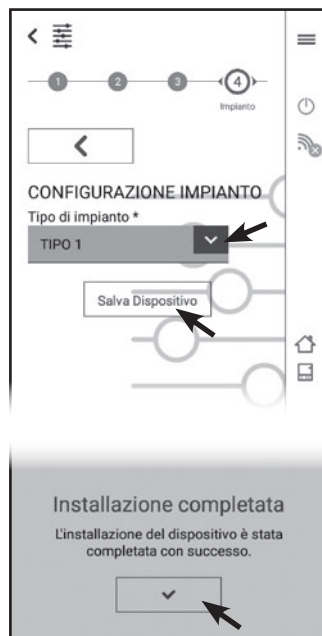 1
2
3
4
Impianto
CONFIGURAZIONE IMPIANTO
Tipo di impianto *
TIPO 1
Salva Dispositivo
Installazione completata
L'installazione del dispositivo è stata
completata con successo.